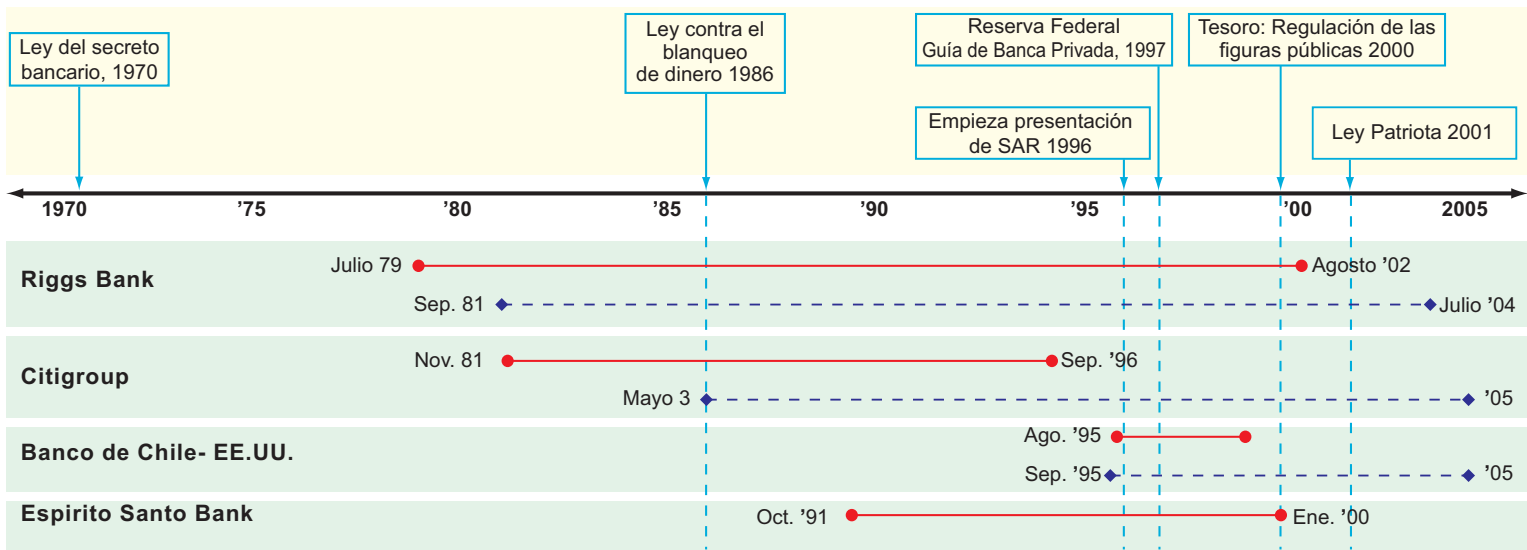 Ley del secreto
bancario, 1970
Ley contra el
blanqueo
de dinero 1986
Reserva Federal
Guía de Banca Privada, 1997
Tesoro: Regulación de las
figuras públicas 2000
Empieza presentación
de SAR 1996
Ley Patriota 2001
1970 '75 '80 '85 '90 '95 '00 2005
Riggs Bank
Julio 79 Agosto '02
Sep. 81 Julio '04
Citigroup
Nov. 81 Sep. '96
Mayo 3 '05
Banco de Chile- EE.UU.
Ago. '95
Sep. '95 '05
Espirito Santo Bank
Oct. '91 Ene. '00